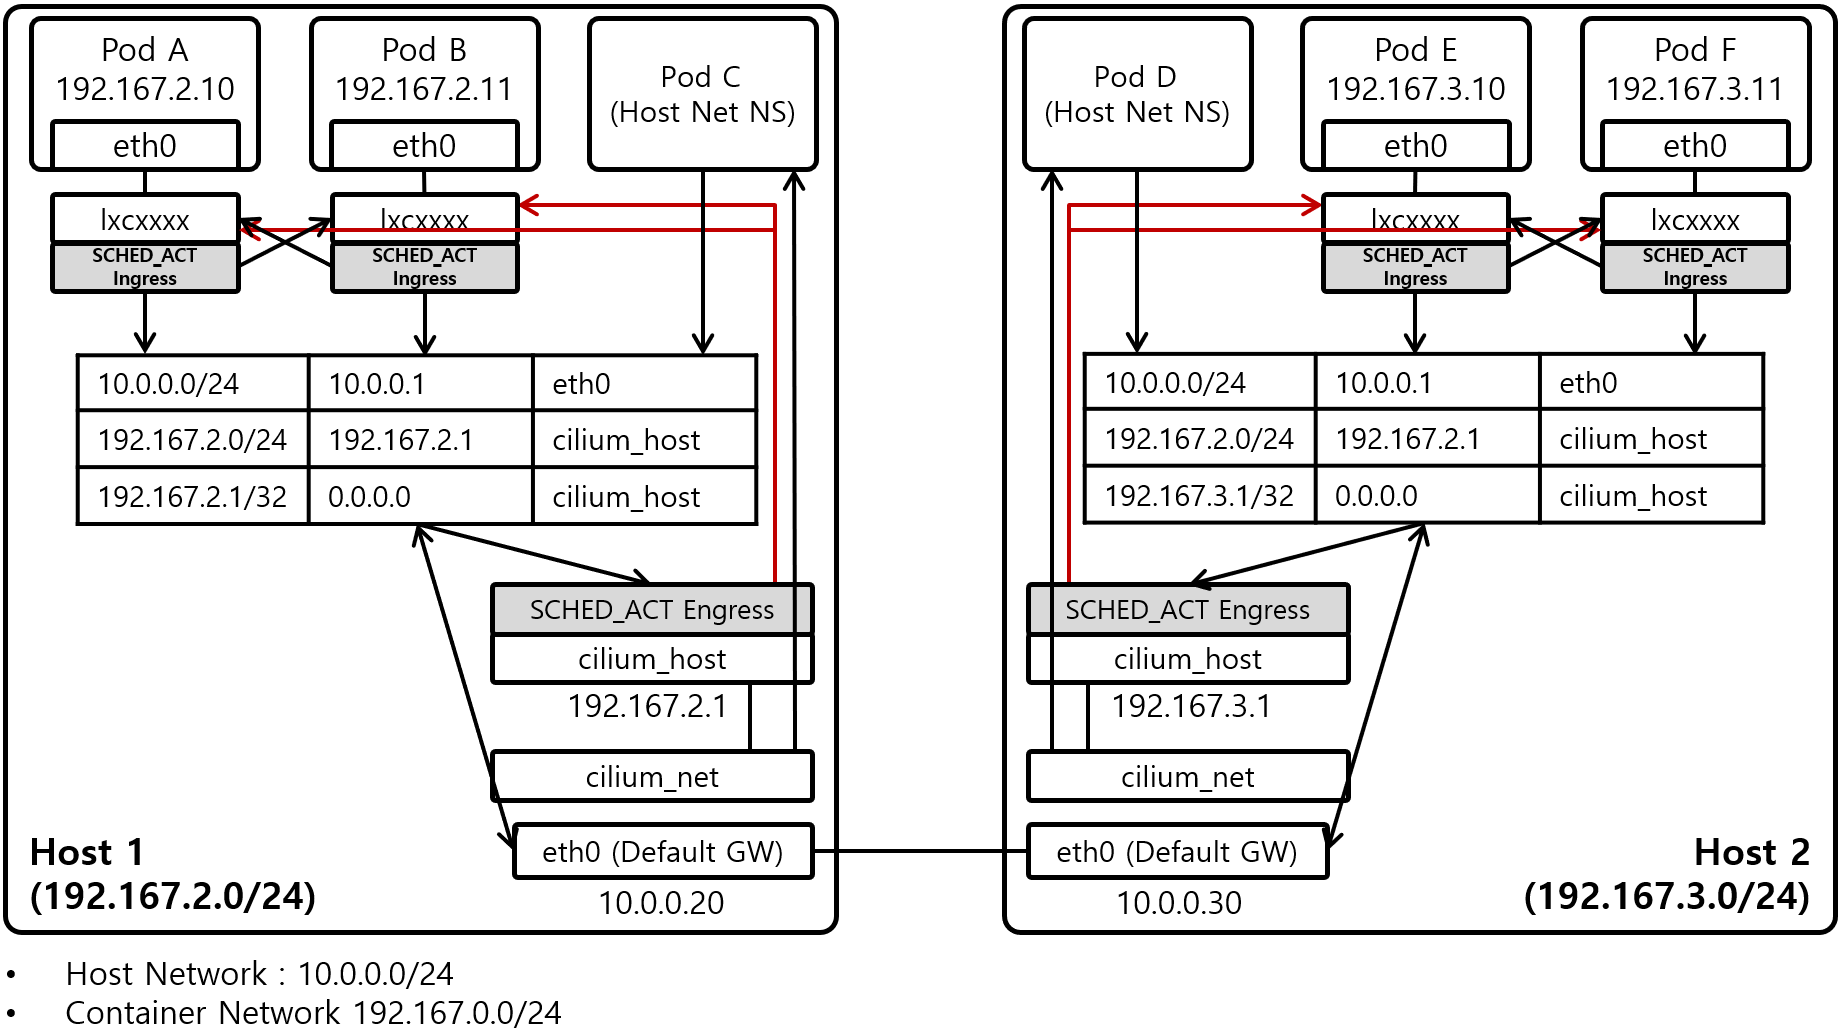 Pod A
192.167.2.10
eth0
Pod B
192.167.2.11
eth0
Pod C
(Host Net NS)
lxcxxxx
SCHED_ACT
Ingress
lxcxxxx
SCHED_ACT
Ingress
10.0.0.0/24 10.0.0.1 eth0
192.167.2.0/24 192.167.2.1 cilium_host
192.167.2.1/32 0.0.0.0 cilium_host
SCHED_ACT Engress
cilium_host
192.167.2.1
cilium_net
eth0 (Default GW)
10.0.0.20
Host 1
(192.167.2.0/24)
Pod D
(Host Net NS)
Pod E
192.167.3.10
eth0
Pod F
192.167.3.11
eth0
lxcxxxx
SCHED_ACT
Ingress
lxcxxxx
SCHED_ACT
Ingress
10.0.0.0/24 10.0.0.1 eth0
192.167.2.0/24 192.167.2.1 cilium_host
192.167.3.1/32 0.0.0.0 cilium_host
SCHED_ACT Engress
cilium_host
192.167.3.1
cilium_net
eth0 (Default GW)
10.0.0.30
Host 2
(192.167.3.0/24)
• Host Network : 10.0.0.0/24
• Container Network 192.167.0.0/24